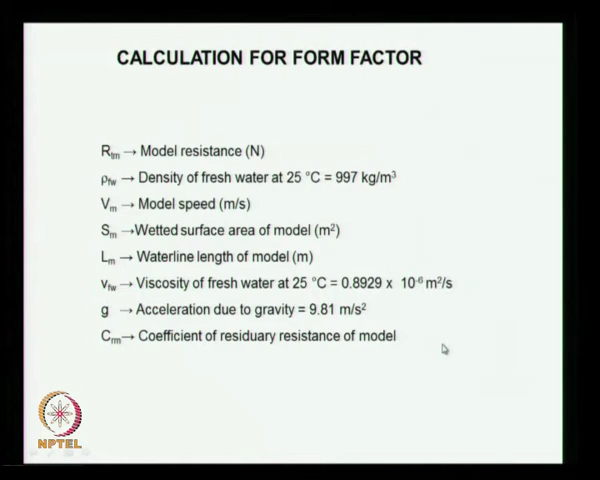 CALCULATION FOR FORM FACTOR
Rtm → Model resistance (N)
ρfw → Density of fresh water at 25 °C = 997 kg/m³
Vm → Model speed (m/s)
Sm →Wetted surface area of model (m²)
Lm → Waterline length of model (m)
vfw → Viscosity of fresh water at 25 °C = 0.8929 x 10⁻⁶ m²/s
g → Acceleration due to gravity = 9.81 m/s²
Crm→ Coefficient of residuary resistance of model
NPTEL